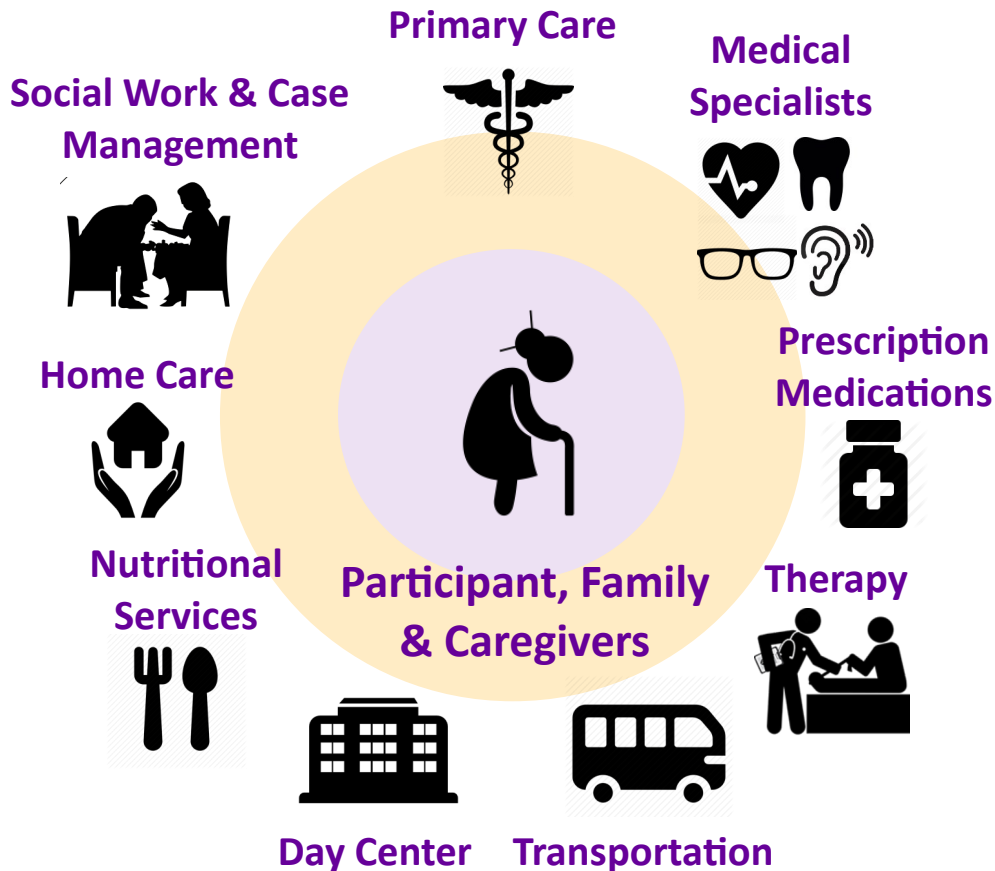 Primary Care
Medical
Specialists
Social Work & Case
Management
Prescription
Medications
Home Care
Nutritional
Services
Participant, Family
& Caregivers
Therapy
Day Center
Transportation